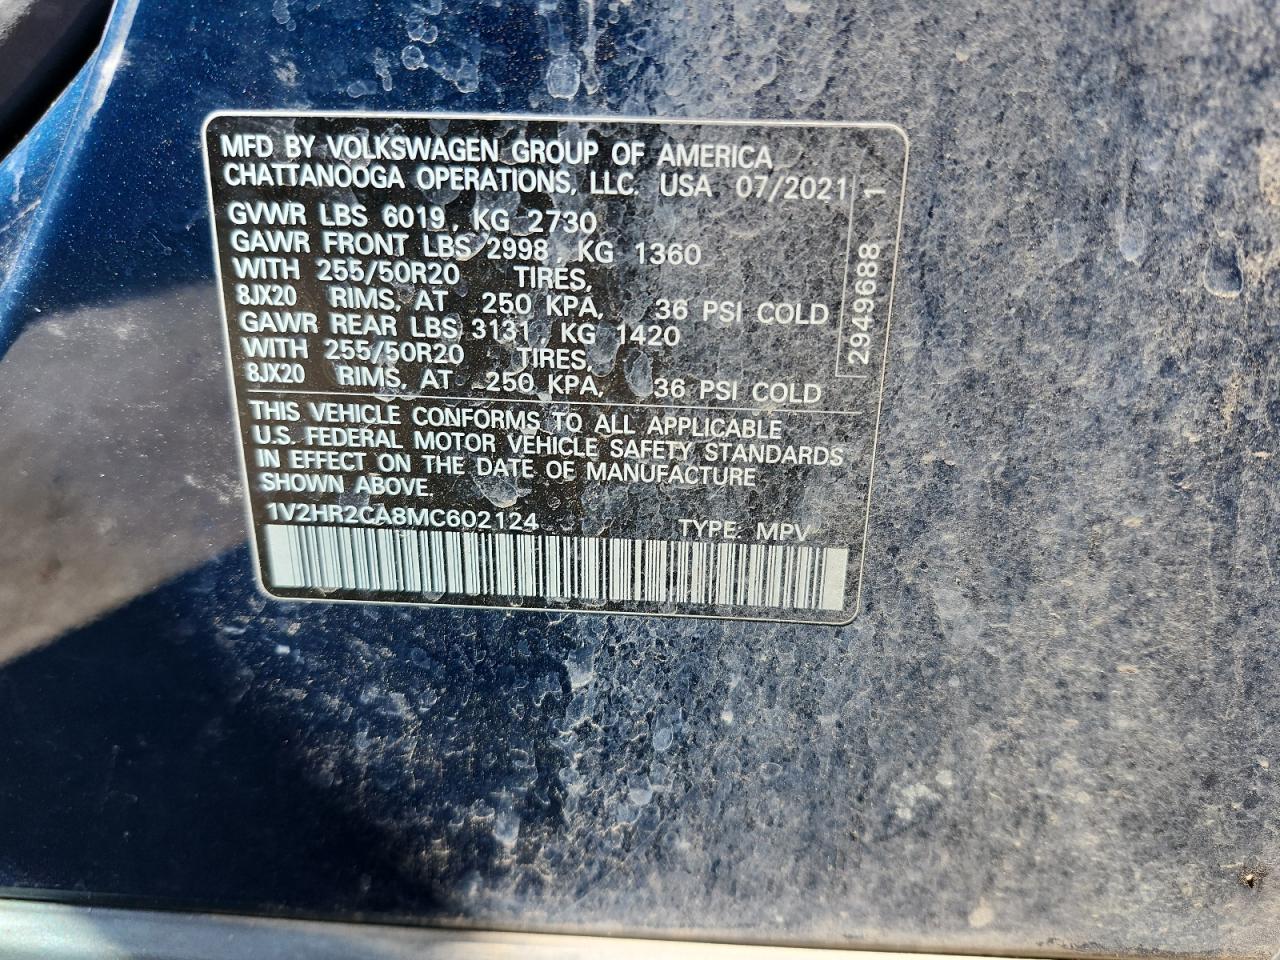 MFD BY VOLKSWAGEN GROUP OF AMERICA
CHATTANOOGA OPERATIONS, LLC. USA 07/2021
GVWR LBS 6019, KG 2730
GAWR FRONT LBS 2998, KG 1360
WITH 255/50R20 TIRES,
8JX20 RIMS, AT 250 KPA, 36 PSI COLD
GAWR REAR LBS 3131, KG 1420
WITH 255/50R20 TIRES,
8JX20 RIMS, AT 250 KPA, 36 PSI COLD
THIS VEHICLE CONFORMS TO ALL APPLICABLE
U.S. FEDERAL MOTOR VEHICLE SAFETY STANDARDS
IN EFFECT ON THE DATE OF MANUFACTURE
SHOWN ABOVE.
1V2HR2CA8MC602124 TYPE: MPV
2949688 1